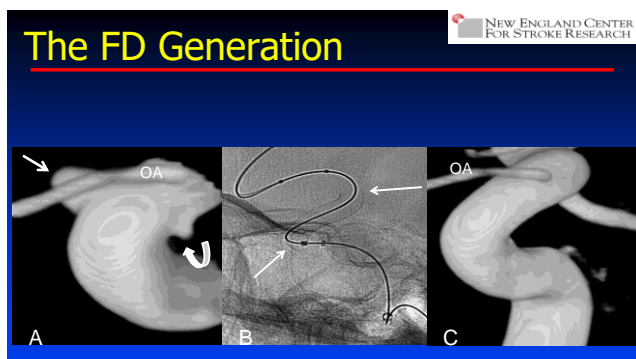 The FD Generation
NEW ENGLAND CENTER
FOR STROKE RESEARCH
OA
OA
A
B
C